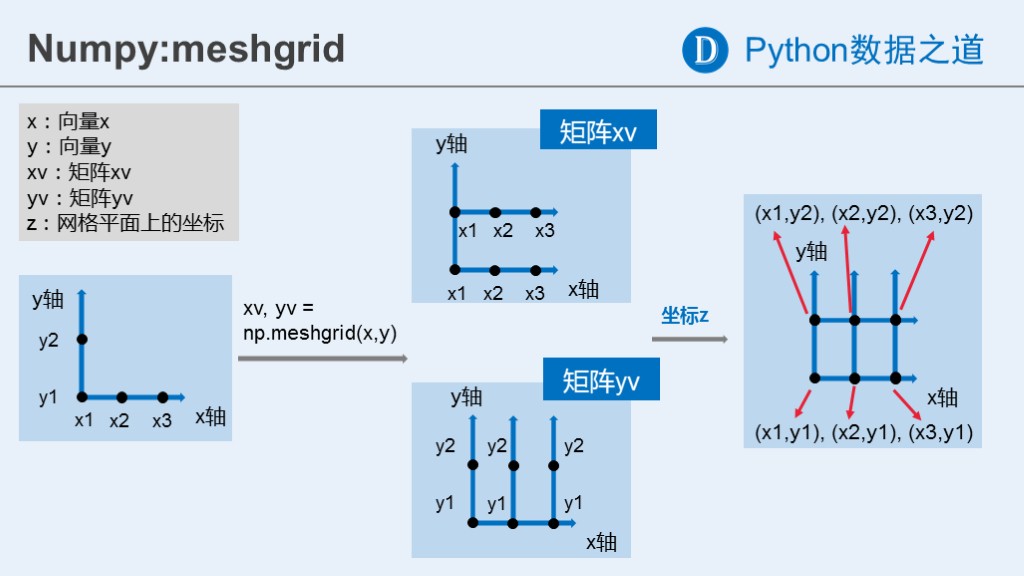 Numpy:meshgrid
D Python数据之道
x：向量x
y：向量y
xv：矩阵xv
yv：矩阵yv
z：网格平面上的坐标
y轴
y2
y1
x1 x2 x3 x轴
xv, yv =
np.meshgrid(x,y)
矩阵xv
y轴
x1 x2 x3
x1 x2 x3 x轴
矩阵yv
y轴
y2 y2 y2
y1 y1 y1
x轴
坐标z
(x1,y2), (x2,y2), (x3,y2)
y轴
x轴
(x1,y1), (x2,y1), (x3,y1)